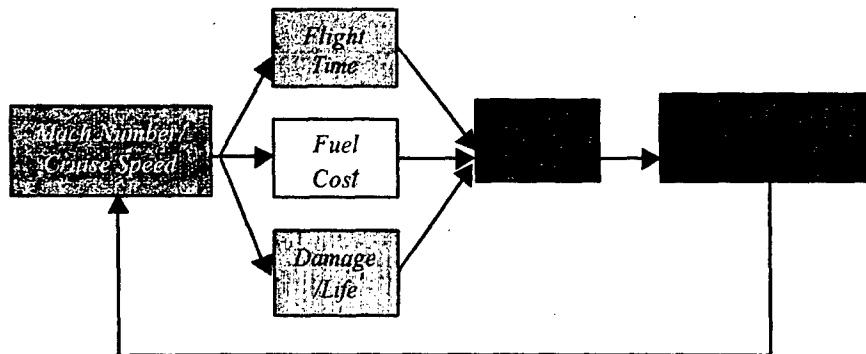 Flight
Time
Mach Number/
Cruise Speed
Fuel
Cost
Damage
/Life